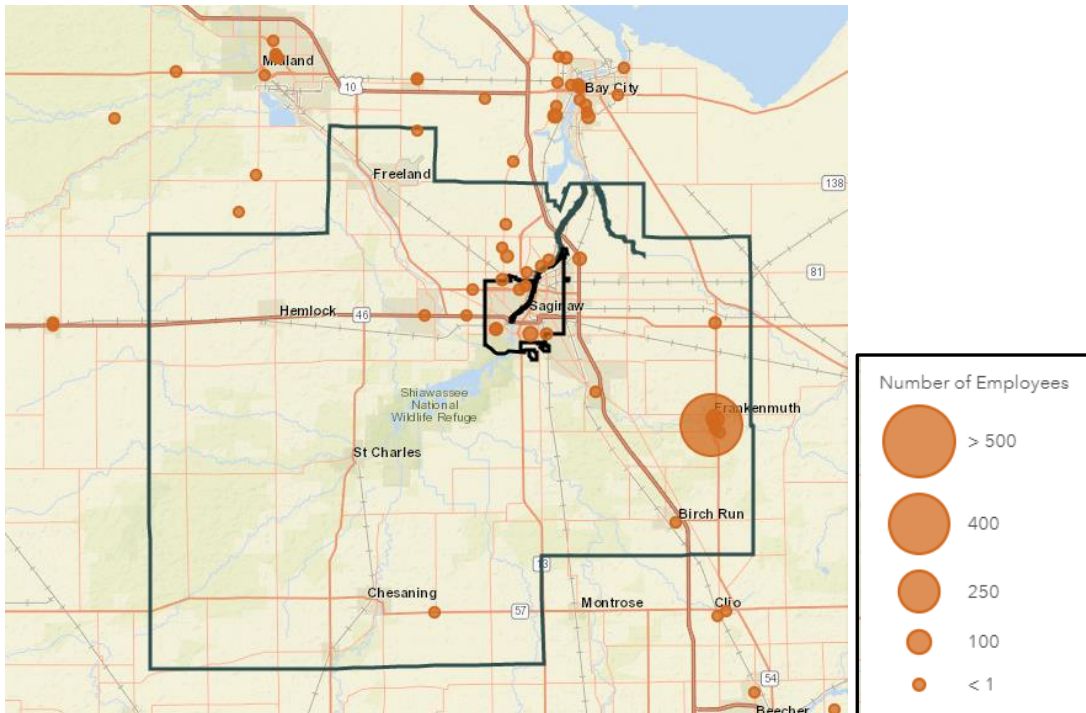 Midland
10
Bay City
Freeland
138
81
Saginaw
Hemlock
46
Shiawassee
National
Wildlife Refuge
Frankenmuth
St Charles
Birch Run
13
Chesaning
57
Montrose
Clio
54
Beecher
Number of Employees
> 500
400
250
100
< 1